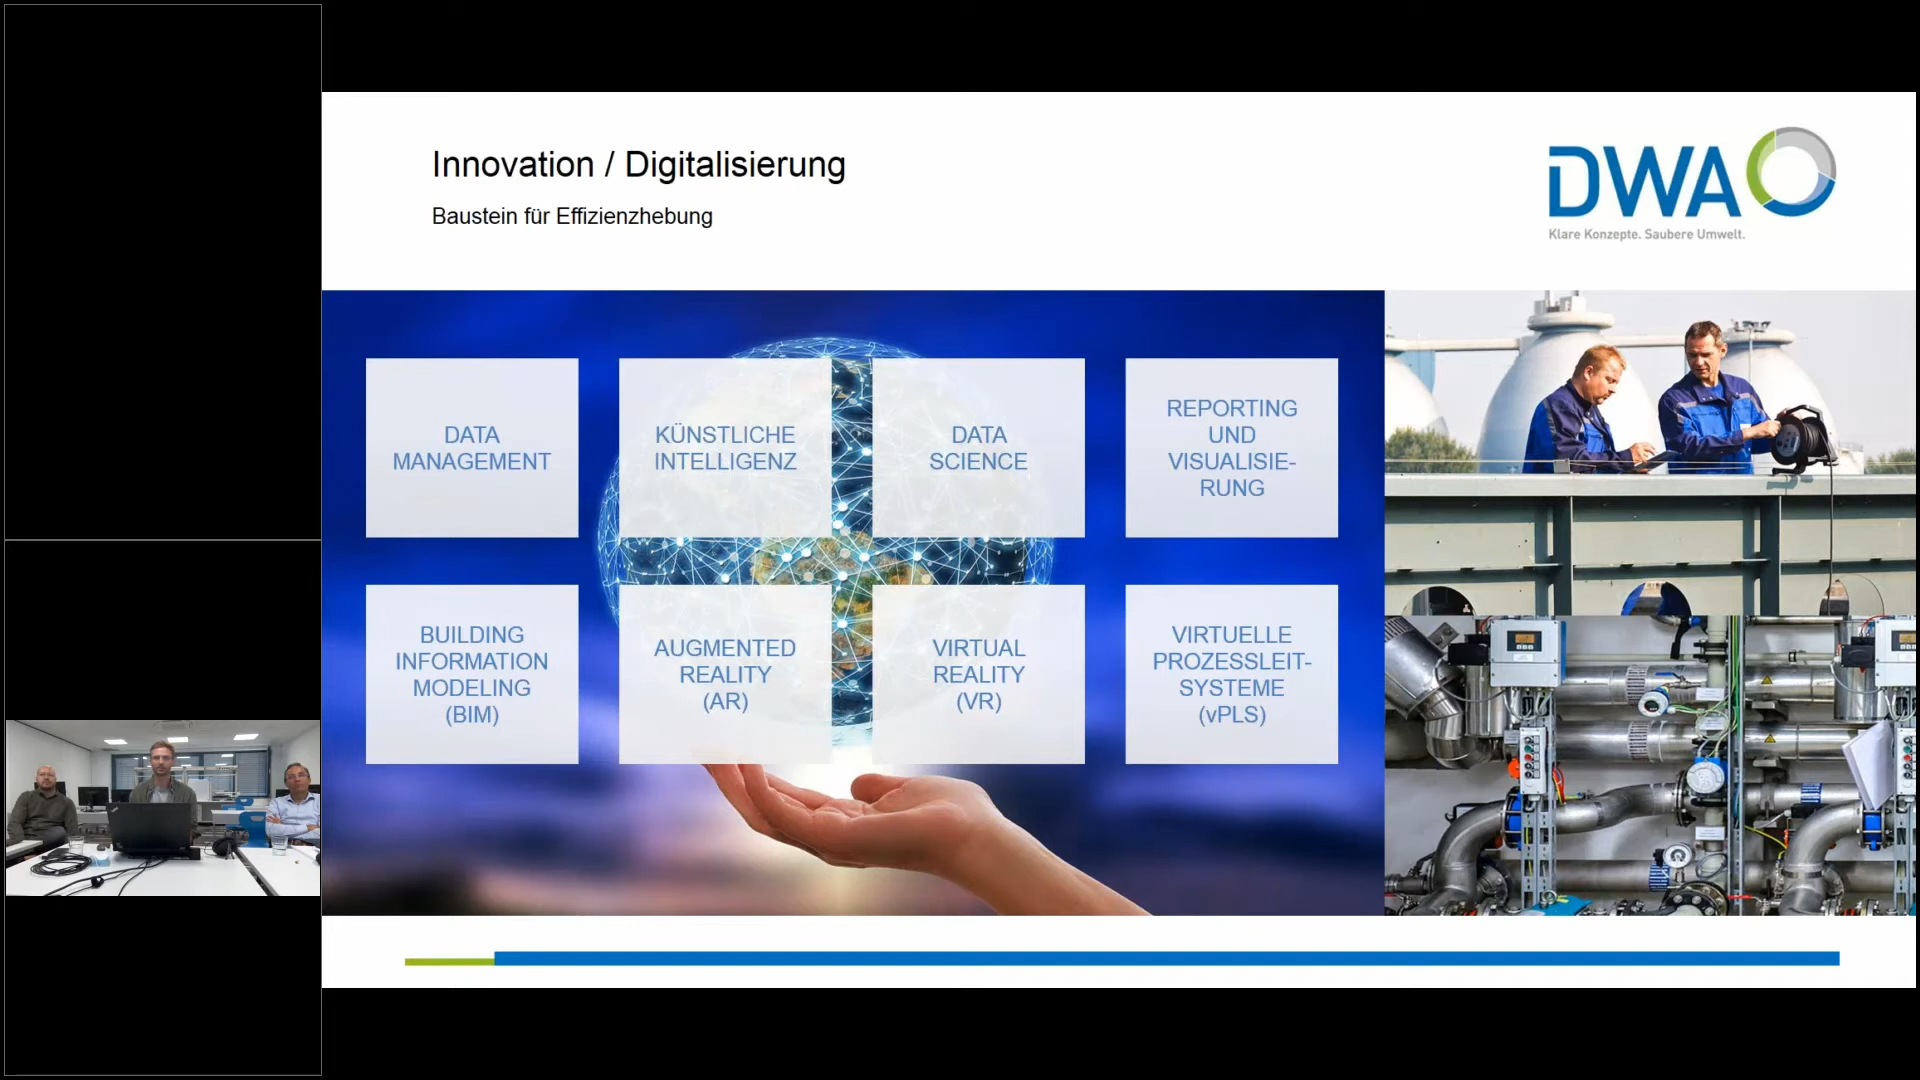 Innovation / Digitalisierung
Baustein für Effizienzhebung
DWA
Klare Konzepte. Saubere Umwelt.
DATA
MANAGEMENT
KÜNSTLICHE
INTELLIGENZ
DATA
SCIENCE
REPORTING
UND
VISUALISIE-
RUNG
BUILDING
INFORMATION
MODELING
(BIM)
AUGMENTED
REALITY
(AR)
VIRTUAL
REALITY
(VR)
VIRTUELLE
PROZESSLEIT-
SYSTEME
(vPLS)